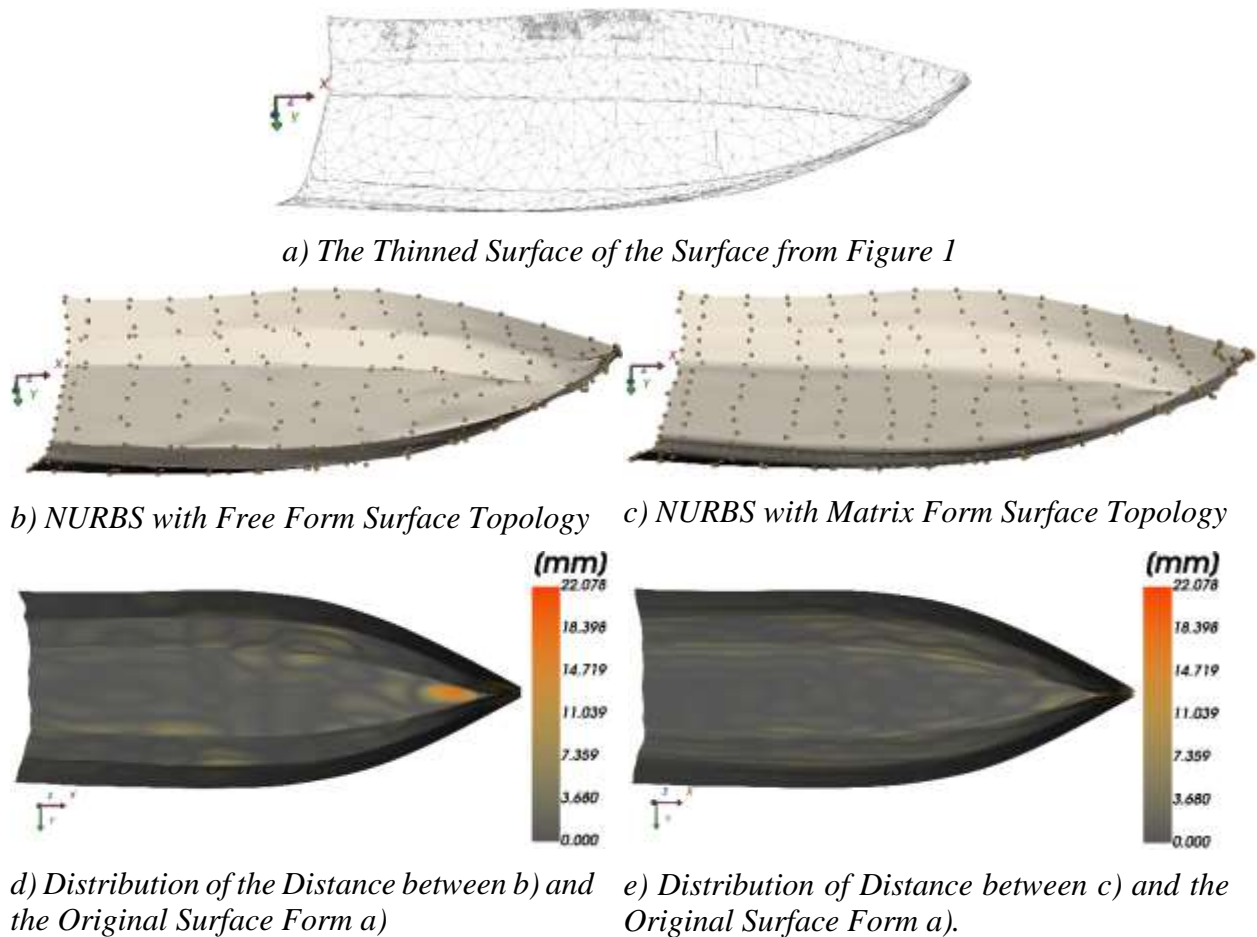 X
Z
Y
a) The Thinned Surface of the Surface from Figure 1
X
Z
Y
X
Z
Y
b) NURBS with Free Form Surface Topology
c) NURBS with Matrix Form Surface Topology
(mm)
22.078
18.398
14.719
11.039
7.359
3.680
0.000
(mm)
22.078
18.398
14.719
11.039
7.359
3.680
0.000
Y
X
Y
d) Distribution of the Distance between b) and
the Original Surface Form a)
e) Distribution of Distance between c) and the
Original Surface Form a).